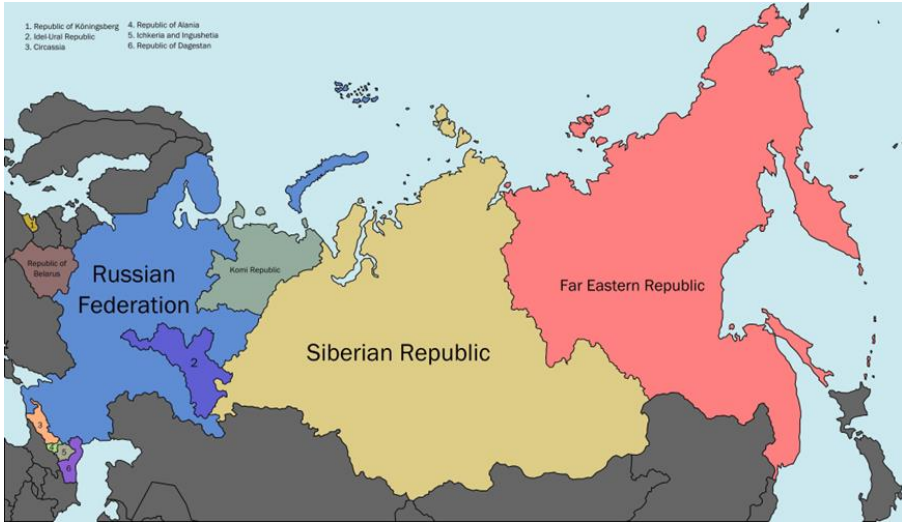 1. Republic of Köningsberg
2. Idel-Ural Republic
3. Circassia
4. Republic of Alania
5. Ichkeria and Ingushetia
6. Republic of Dagestan
1
Republic of
Belarus
Russian
Federation
Komi Republic
Far Eastern Republic
Siberian Republic
2
3
4
5
6